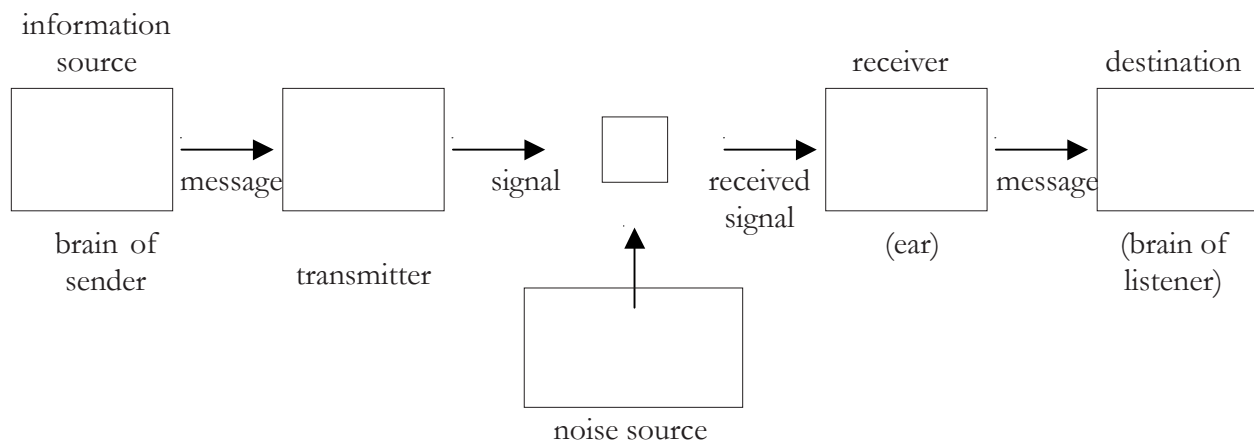 information
source
receiver
destination
message
signal
received
signal
message
brain of
sender
transmitter
(ear)
(brain of
listener)
noise source